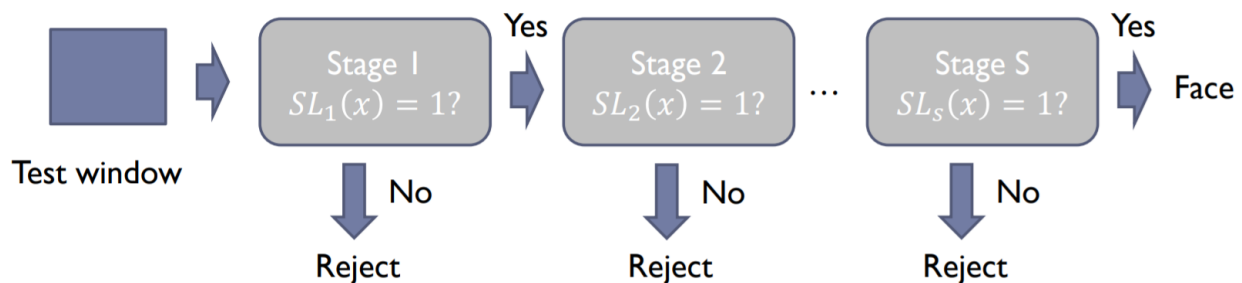 Test window
Stage 1
SL₁(x) = 1?
Yes
Stage 2
SL₂(x) = 1?
...
Stage S
SLₛ(x) = 1?
Yes
Face
No
Reject
No
Reject
No
Reject